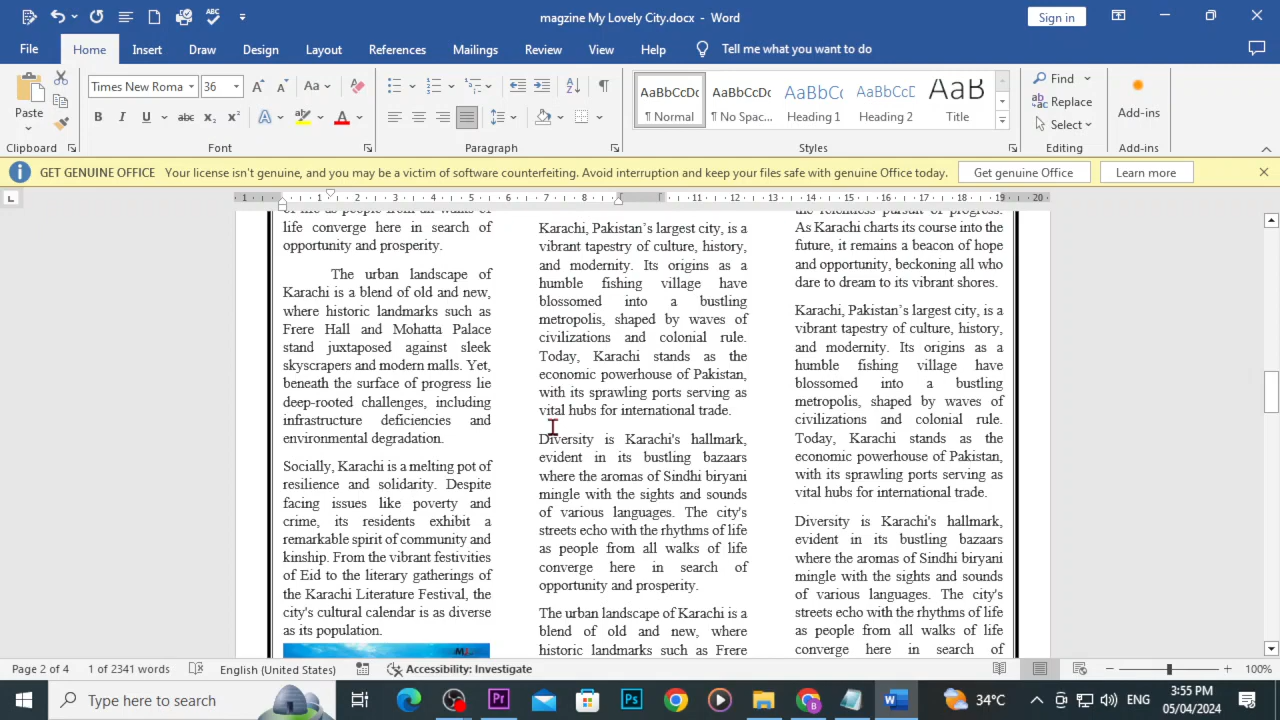 magzine My Lovely City.docx - Word
Sign in
File Home Insert Draw Design Layout References Mailings Review View Help Tell me what you want to do
Paste
Times New Roma 36
Clipboard Font Paragraph
AaBbCcDc AaBbCcDc AaBbCc AaBbCcD AaB
¶ Normal ¶ No Spac... Heading 1 Heading 2 Title
Styles
Find
Replace
Select
Editing
Add-ins
Add-ins
GET GENUINE OFFICE Your license isn't genuine, and you may be a victim of software counterfeiting. Avoid interruption and keep your files safe with genuine Office today. Get genuine Office Learn more
of life as people from all walks of
life converge here in search of
opportunity and prosperity.
The urban landscape of
Karachi is a blend of old and new,
where historic landmarks such as
Frere Hall and Mohatta Palace
stand juxtaposed against sleek
skyscrapers and modern malls. Yet,
beneath the surface of progress lie
deep-rooted challenges, including
infrastructure deficiencies and
environmental degradation.
Socially, Karachi is a melting pot of
resilience and solidarity. Despite
facing issues like poverty and
crime, its residents exhibit a
remarkable spirit of community and
kinship. From the vibrant festivities
of Eid to the literary gatherings of
the Karachi Literature Festival, the
city's cultural calendar is as diverse
as its population.
Karachi, Pakistan's largest city, is a
vibrant tapestry of culture, history,
and modernity. Its origins as a
humble fishing village have
blossomed into a bustling
metropolis, shaped by waves of
civilizations and colonial rule.
Today, Karachi stands as the
economic powerhouse of Pakistan,
with its sprawling ports serving as
vital hubs for international trade.
Diversity is Karachi's hallmark,
evident in its bustling bazaars
where the aromas of Sindhi biryani
mingle with the sights and sounds
of various languages. The city's
streets echo with the rhythms of life
as people from all walks of life
converge here in search of
opportunity and prosperity.
The urban landscape of Karachi is a
blend of old and new, where
historic landmarks such as Frere
the relentless pursuit of progress.
As Karachi charts its course into the
future, it remains a beacon of hope
and opportunity, beckoning all who
dare to dream to its vibrant shores.
Karachi, Pakistan's largest city, is a
vibrant tapestry of culture, history,
and modernity. Its origins as a
humble fishing village have
blossomed into a bustling
metropolis, shaped by waves of
civilizations and colonial rule.
Today, Karachi stands as the
economic powerhouse of Pakistan,
with its sprawling ports serving as
vital hubs for international trade.
Diversity is Karachi's hallmark,
evident in its bustling bazaars
where the aromas of Sindhi biryani
mingle with the sights and sounds
of various languages. The city's
streets echo with the rhythms of life
as people from all walks of life
converge here in search of
Page 2 of 4 1 of 2341 words English (United States) Accessibility: Investigate 100%
Type here to search
34°C ENG
3:55 PM
05/04/2024